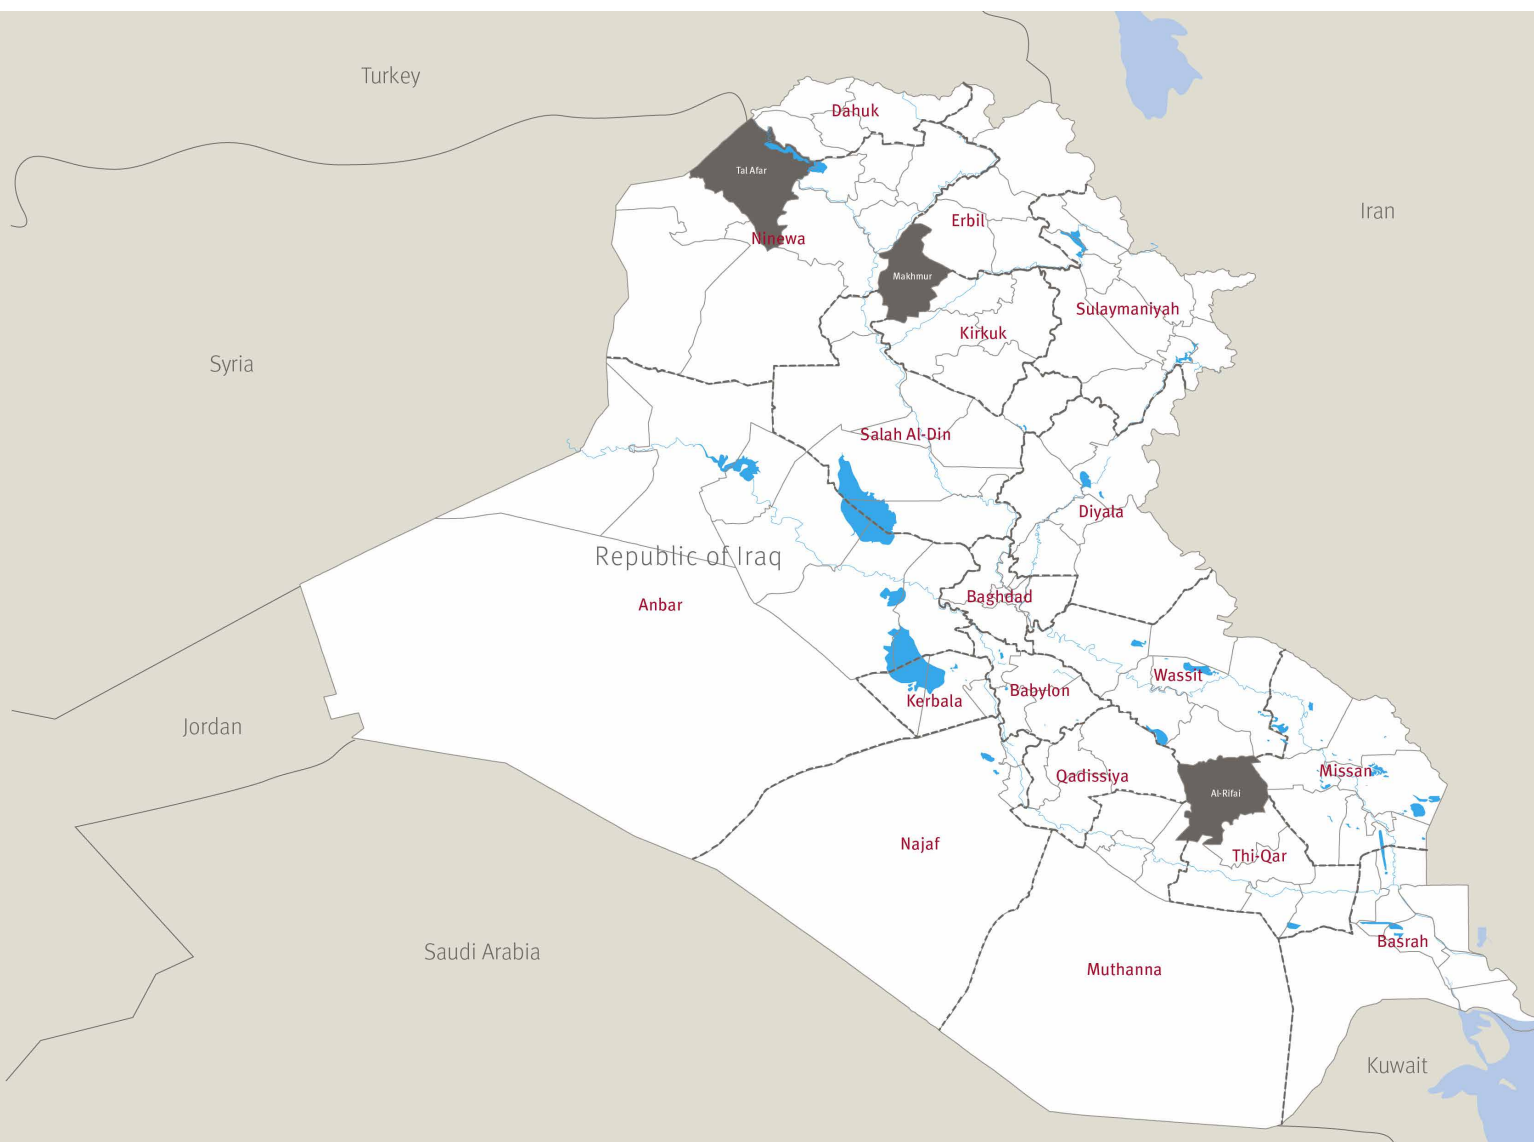 Turkey
Dahuk
Tal Afar
Iran
Erbil
Ninewa
Makhmur
Sulaymaniyah
Kirkuk
Syria
Salah Al-Din
Diyala
Republic of Iraq
Baghdad
Anbar
Wassit
Babylon
Kerbala
Jordan
Missan
Qadissiya
Al-Rifai
Najaf
Thi-Qar
Basrah
Saudi Arabia
Muthanna
Kuwait